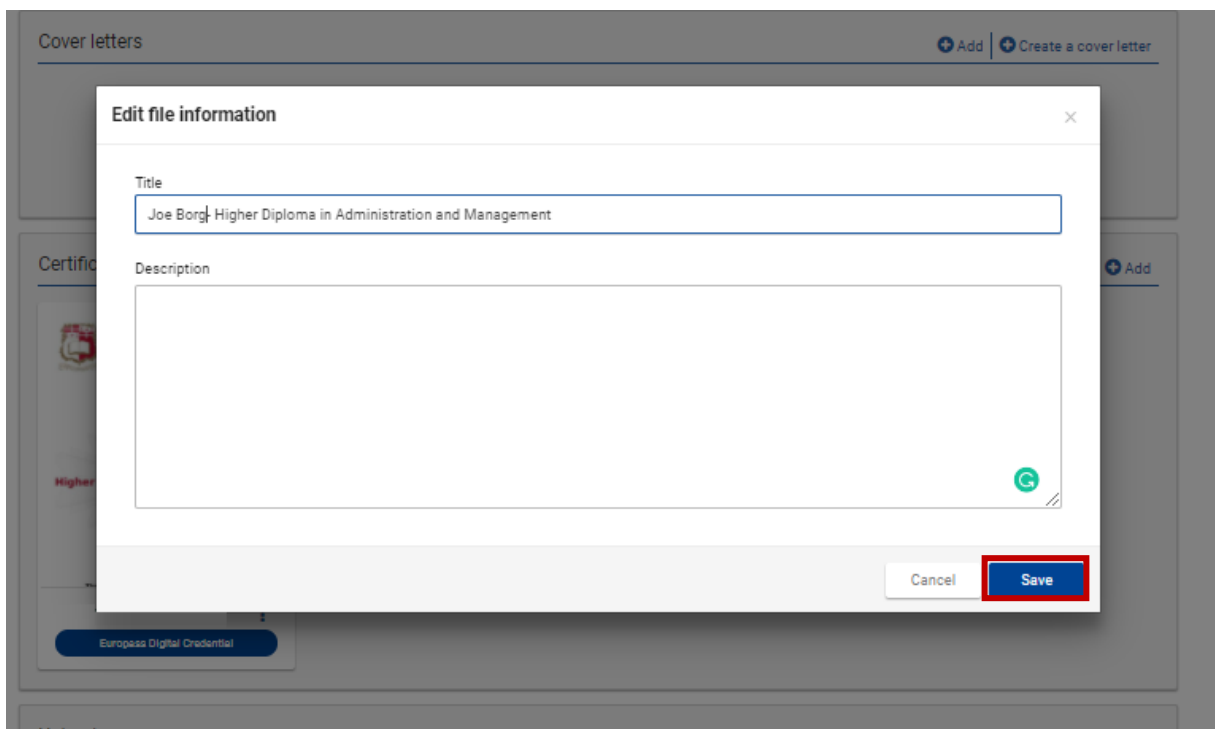 Cover letters
Add
Create a cover letter
Edit file information
Title
Joe Borg- Higher Diploma in Administration and Management
Certific
Description
Add
Higher
Cancel
Save
Europass Digital Credential